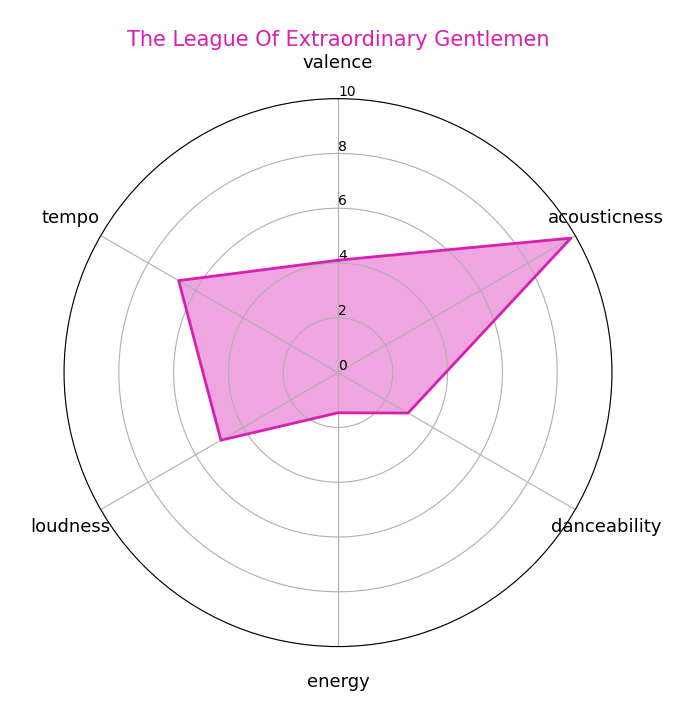 The League Of Extraordinary Gentlemen
valence
10
8
6
4
2
0
tempo
acousticness
loudness
danceability
energy